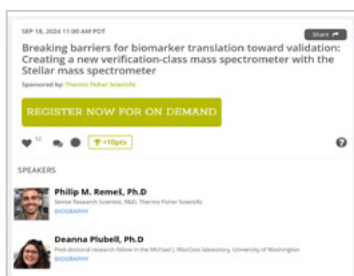 SEP 18, 2024 11:00 AM PDT
Share
Breaking barriers for biomarker translation toward validation:
Creating a new verification-class mass spectrometer with the
Stellar mass spectrometer
Sponsored by: Thermo Fisher Scientific
REGISTER NOW FOR ON DEMAND
12
+10pts
?
SPEAKERS
Philip M. Remeš, Ph.D
Senior Research Scientist, R&D, Thermo Fisher Scientific
BIOGRAPHY
Deanna Plubell, Ph.D
Post-doctoral research fellow in the Michael J. MacCoss laboratory, University of Washington
BIOGRAPHY